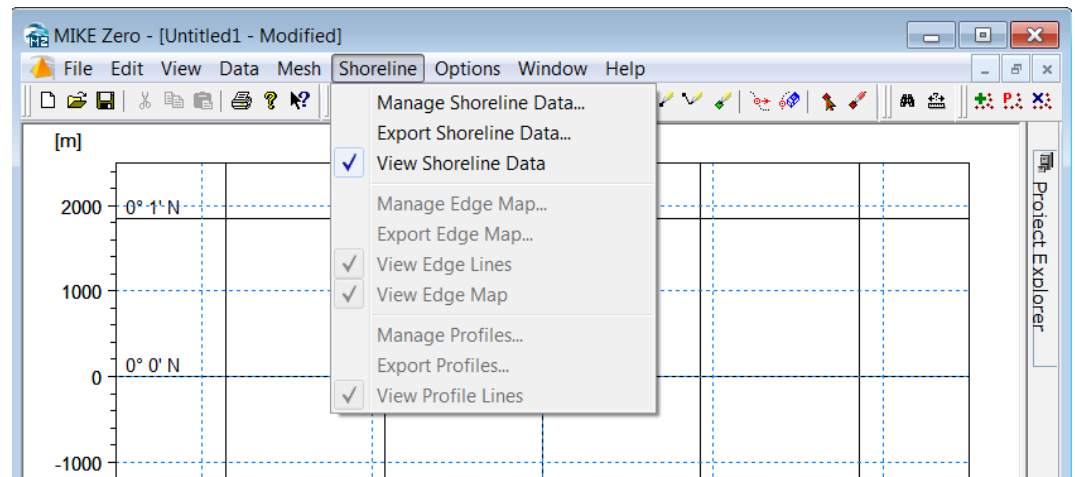 MIKE Zero - [Untitled1 - Modified]
File Edit View Data Mesh Shoreline Options Window Help
Manage Shoreline Data...
Export Shoreline Data...
View Shoreline Data
Manage Edge Map...
Export Edge Map...
View Edge Lines
View Edge Map
Manage Profiles...
Export Profiles...
View Profile Lines
[m]
2000
0° 1' N
1000
0° 0' N
0
-1000
Project Explorer